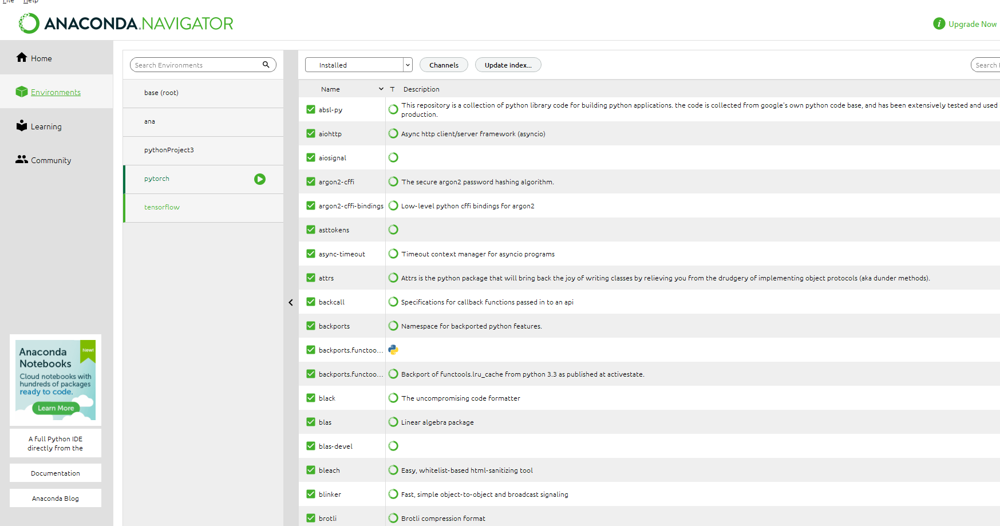 File Help
ANACONDA.NAVIGATOR
Upgrade Now
Home
Environments
Learning
Community
Anaconda
Notebooks
New!
Cloud notebooks with
hundreds of packages
ready to code.
Learn More
A full Python IDE
directly from the
Documentation
Anaconda Blog
Search Environments
base (root)
ana
pythonProject3
pytorch
tensorflow
Installed
Channels
Update index...
Search
Name T Description
absl-py This repository is a collection of python library code for building python applications. the code is collected from google's own python code base, and has been extensively tested and used
production.
aiohttp Async http client/server framework (asyncio)
aiosignal
argon2-cffi The secure argon2 password hashing algorithm.
argon2-cffi-bindings Low-level python cffi bindings for argon2
asttokens
async-timeout Timeout context manager for asyncio programs
attrs Attrs is the python package that will bring back the joy of writing classes by relieving you from the drudgery of implementing object protocols (aka dunder methods).
backcall Specifications for callback functions passed in to an api
backports Namespace for backported python features.
backports.functoo...
backports.functoo... Backport of functools.lru_cache from python 3.3 as published at activestate.
black The uncompromising code formatter
blas Linear algebra package
blas-devel
bleach Easy, whitelist-based html-sanitizing tool
blinker Fast, simple object-to-object and broadcast signaling
brotli Brotli compression format